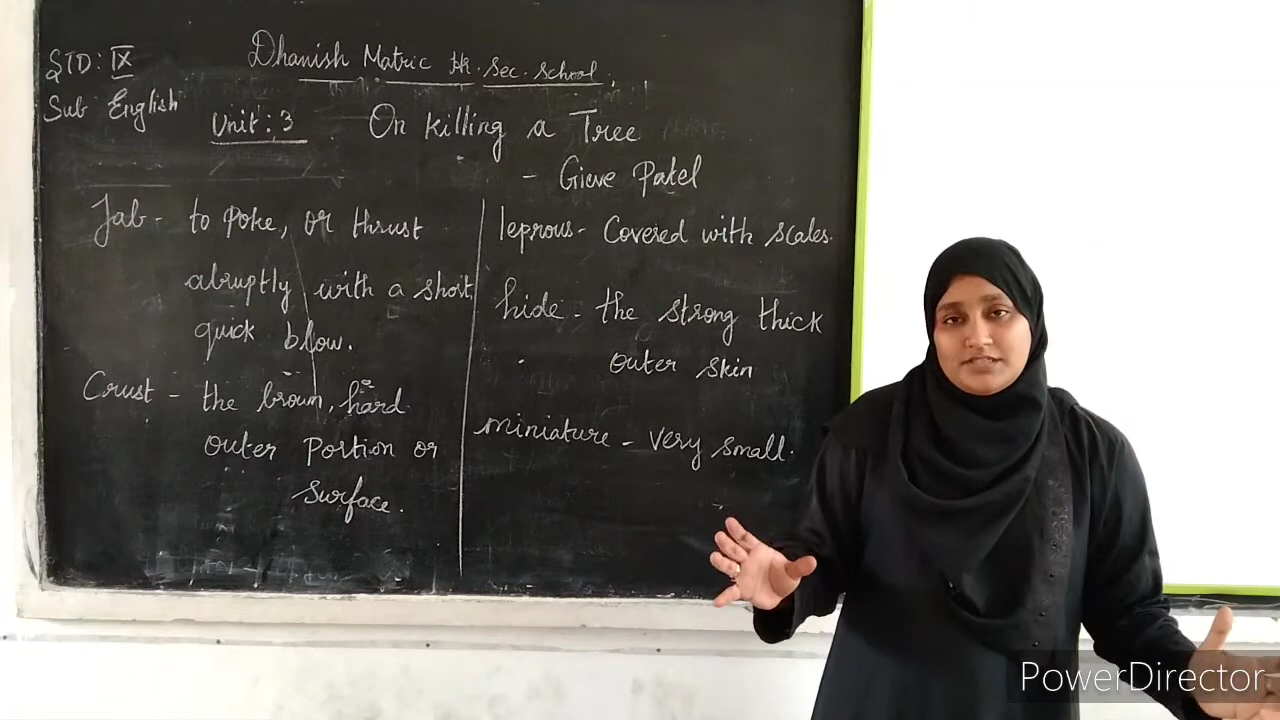 STD: IX
Dhanish Matric Hr. Sec. School,
Sub English
Unit: 3
On killing a Tree
- Gieve Patel
Jab - to poke, or thrust
abruptly with a short,
quick blow.
Crust - the brown, hard
outer portion or
surface.
leprous - Covered with scales.
hide - the strong thick
outer skin
miniature - very small.
PowerDirector